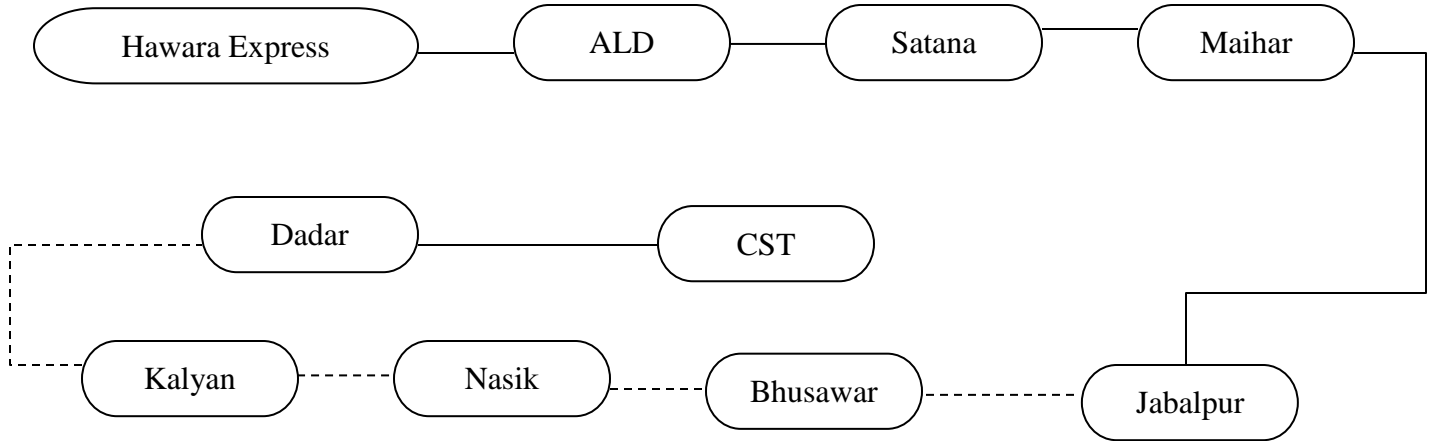 Hawara Express
ALD
Satana
Maihar
Dadar
CST
Kalyan
Nasik
Bhusawar
Jabalpur